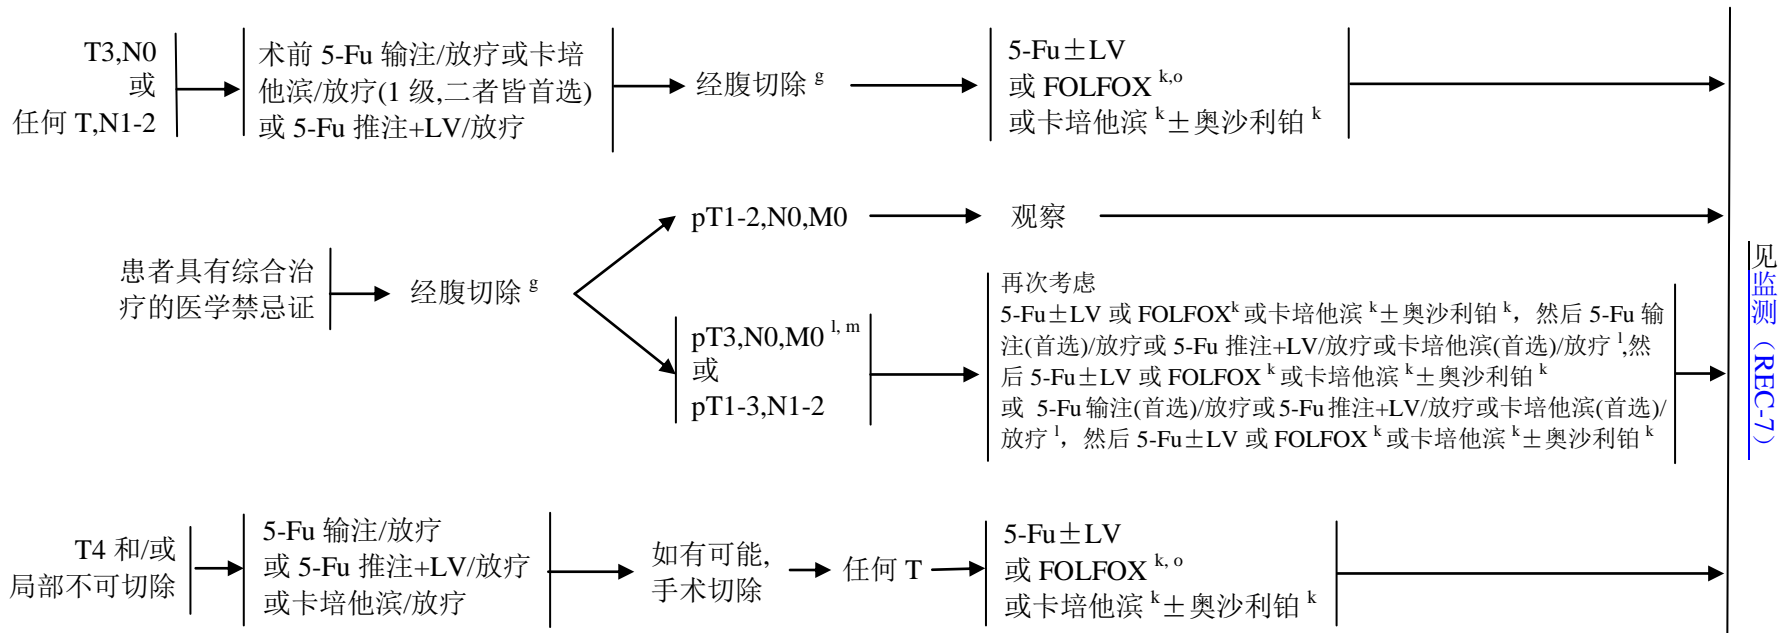 T3,N0
或
任何 T,N1-2
术前 5-Fu 输注/放疗或卡培
他滨/放疗(1 级,二者皆首选)
或 5-Fu 推注+LV/放疗
经腹切除 g
5-Fu±LV
或 FOLFOX k,o
或卡培他滨 k±奥沙利铂 k
患者具有综合治
疗的医学禁忌证
经腹切除 g
pT1-2,N0,M0
观察
pT3,N0,M0 l, m
或
pT1-3,N1-2
再次考虑
5-Fu±LV 或 FOLFOXk 或卡培他滨 k±奥沙利铂 k，然后 5-Fu 输
注(首选)/放疗或 5-Fu 推注+LV/放疗或卡培他滨(首选)/放疗 l,然
后 5-Fu±LV 或 FOLFOX k 或卡培他滨 k±奥沙利铂 k
或 5-Fu 输注(首选)/放疗或 5-Fu 推注+LV/放疗或卡培他滨(首选)/
放疗 l，然后 5-Fu±LV 或 FOLFOX k 或卡培他滨 k±奥沙利铂 k
T4 和/或
局部不可切除
5-Fu 输注/放疗
或 5-Fu 推注+LV/放疗
或卡培他滨/放疗
如有可能,
手术切除
任何 T
5-Fu±LV
或 FOLFOX k, o
或卡培他滨 k±奥沙利铂 k
见监测（REC-7）